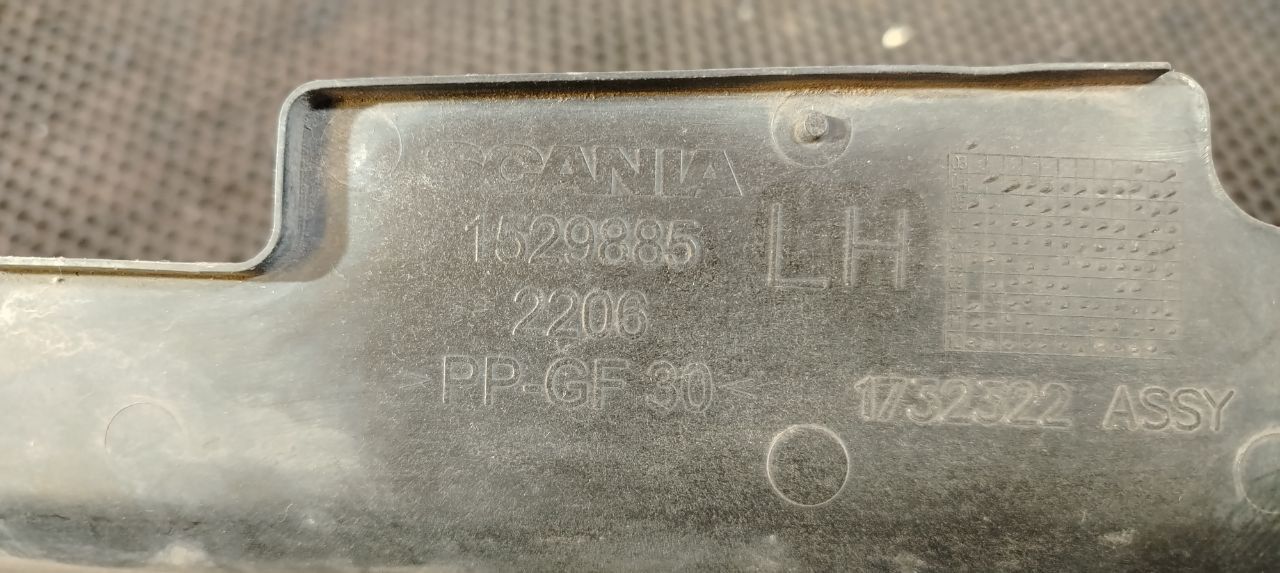 SCANIA
1529885
LH
2206
>PP-GF 30<
1732322 ASSY